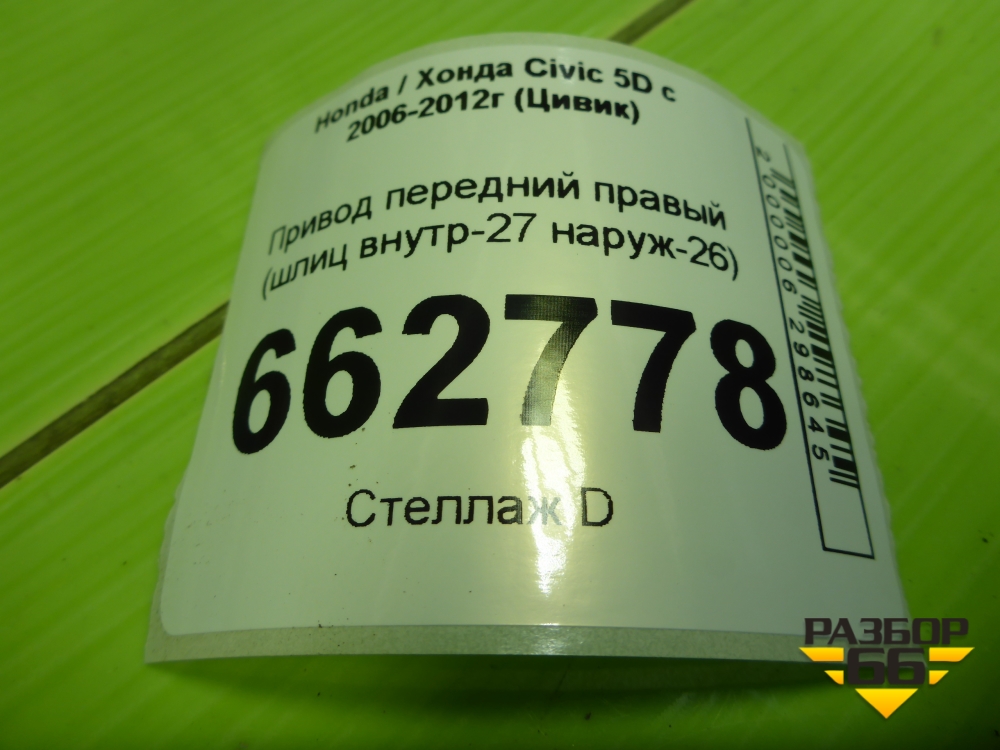 Honda / Хонда Civic 5D с
2006-2012г (Цивик)
Привод передний правый
(шлиц внутр-27 наруж-26)
662778
Стеллаж D
2000006298645
РАЗБОР
66